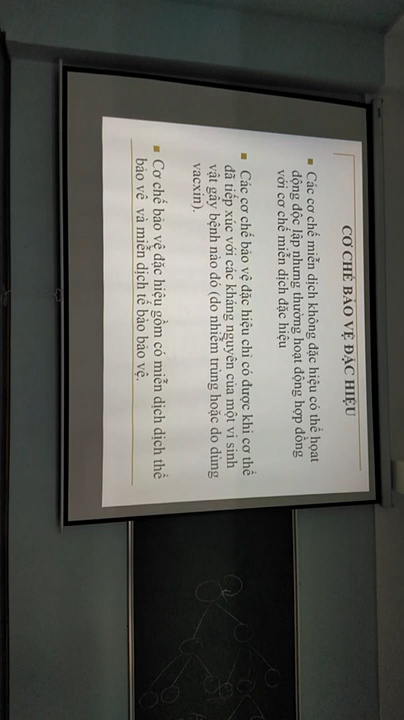 CƠ CHẾ BẢO VỆ ĐẶC HIỆU
Các cơ chế miễn dịch không đặc hiệu có thể hoạt
động độc lập nhưng thường hoạt động hợp đồng
với cơ chế miễn dịch đặc hiệu
Các cơ chế bảo vệ đặc hiệu chỉ có được khi cơ thể
đã tiếp xúc với các kháng nguyên của một vi sinh
vật gây bệnh nào đó (do nhiễm trùng hoặc do dùng
vacxin).
Cơ chế bảo vệ đặc hiệu gồm có miễn dịch dịch thể
bảo vê và miễn dịch tế bào bảo vệ.